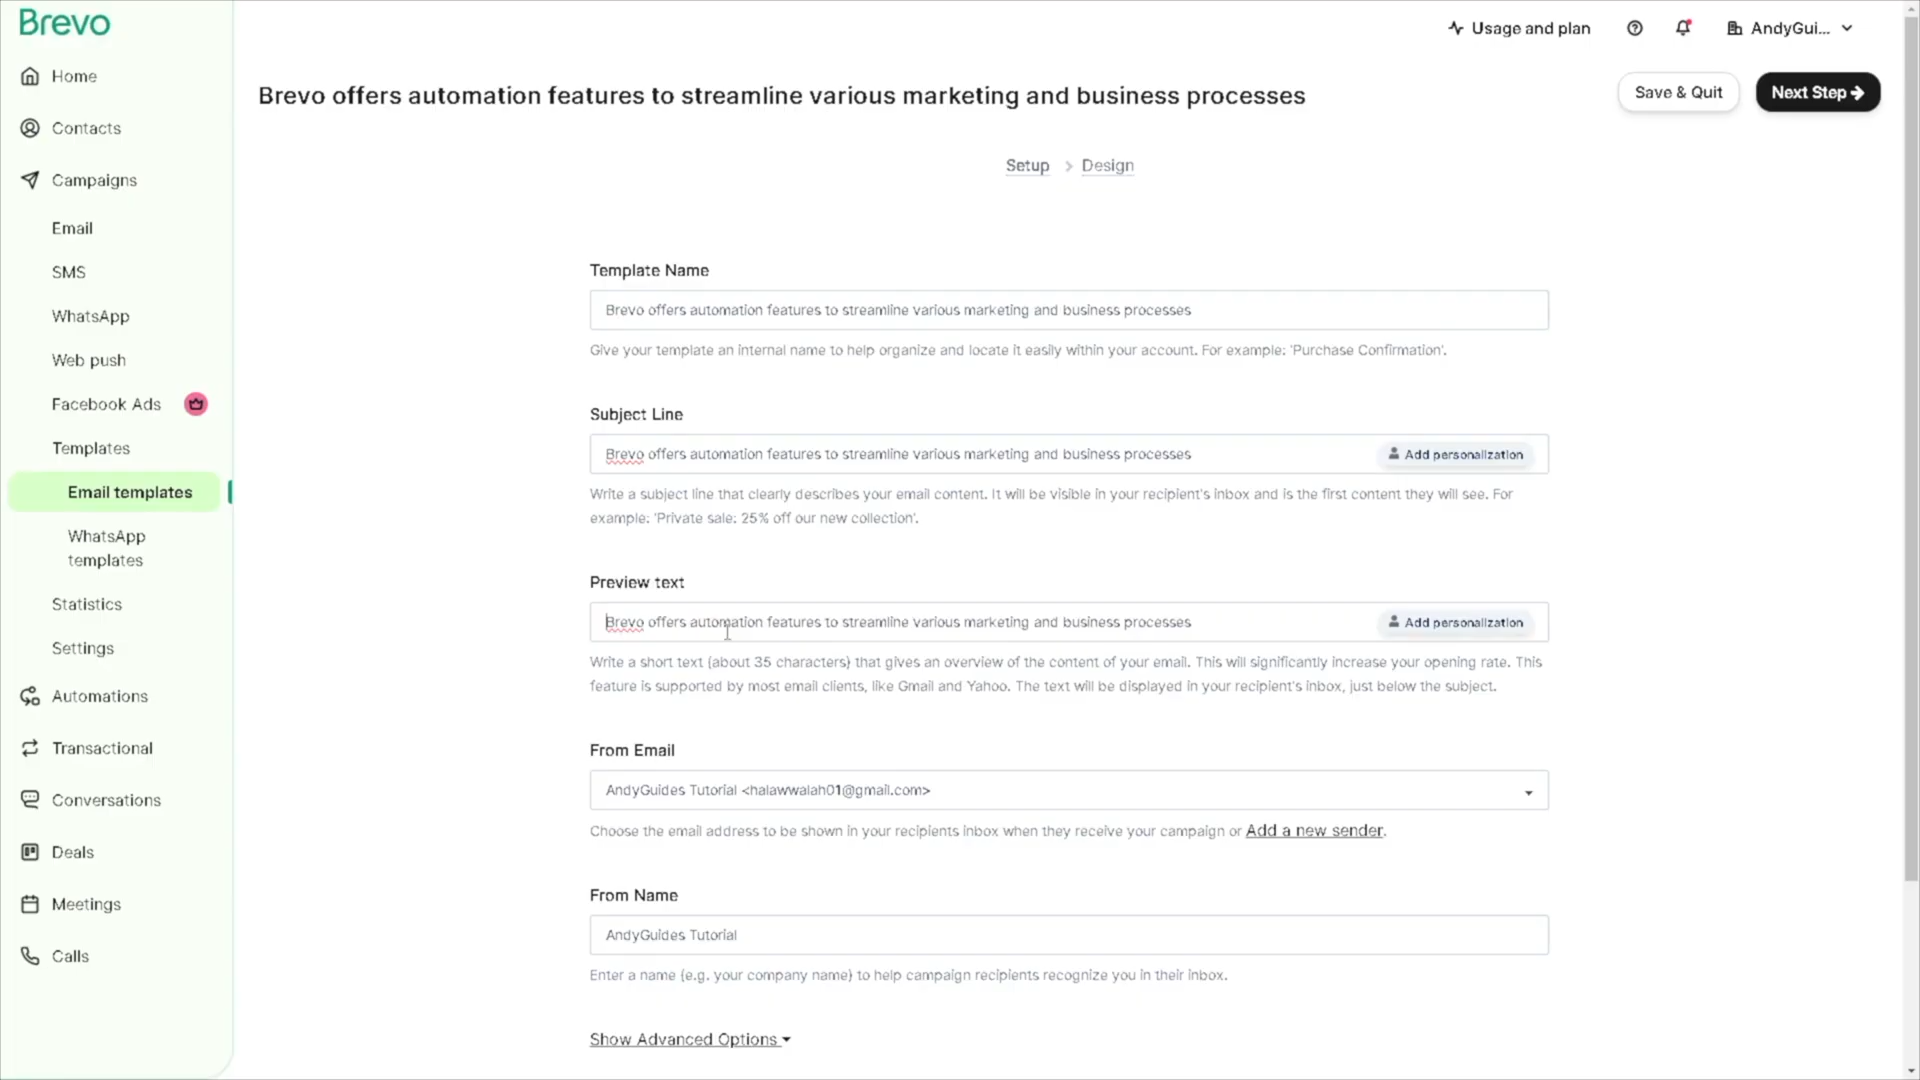 Brevo
Usage and plan
AndyGui...
Home
Contacts
Campaigns
Email
SMS
WhatsApp
Web push
Facebook Ads
Templates
Email templates
WhatsApp
templates
Statistics
Settings
Automations
Transactional
Conversations
Deals
Meetings
Calls
Brevo offers automation features to streamline various marketing and business processes
Save & Quit
Next Step
Setup
Design
Template Name
Brevo offers automation features to streamline various marketing and business processes
Give your template an internal name to help organize and locate it easily within your account. For example: 'Purchase Confirmation'.
Subject Line
Brevo offers automation features to streamline various marketing and business processes
Add personalization
Write a subject line that clearly describes your email content. It will be visible in your recipient's inbox and is the first content they will see. For
example: 'Private sale: 25% off our new collection'.
Preview text
Brevo offers automation features to streamline various marketing and business processes
Add personalization
Write a short text (about 35 characters) that gives an overview of the content of your email. This will significantly increase your opening rate. This
feature is supported by most email clients, like Gmail and Yahoo. The text will be displayed in your recipient's inbox, just below the subject.
From Email
AndyGuides Tutorial <halawwalah01@gmail.com>
Choose the email address to be shown in your recipients inbox when they receive your campaign or Add a new sender.
From Name
AndyGuides Tutorial
Enter a name (e.g. your company name) to help campaign recipients recognize you in their inbox.
Show Advanced Options